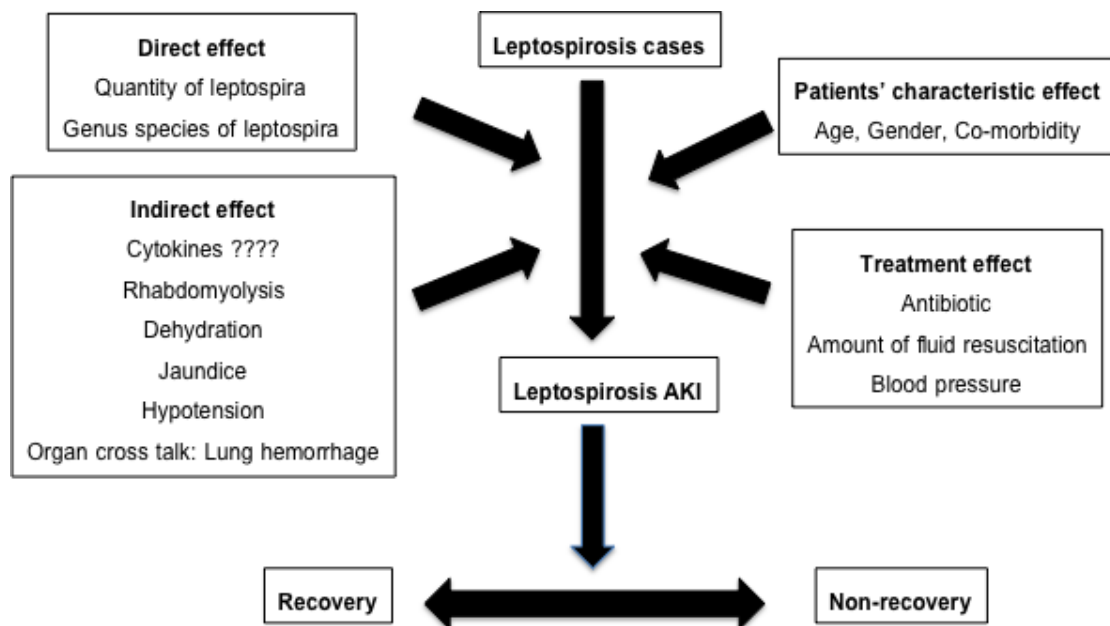 Direct effect
Quantity of leptospira
Genus species of leptospira
Leptospirosis cases
Patients' characteristic effect
Age, Gender, Co-morbidity
Indirect effect
Cytokines ????
Rhabdomyolysis
Dehydration
Jaundice
Hypotension
Organ cross talk: Lung hemorrhage
Treatment effect
Antibiotic
Amount of fluid resuscitation
Blood pressure
Leptospirosis AKI
Recovery
Non-recovery